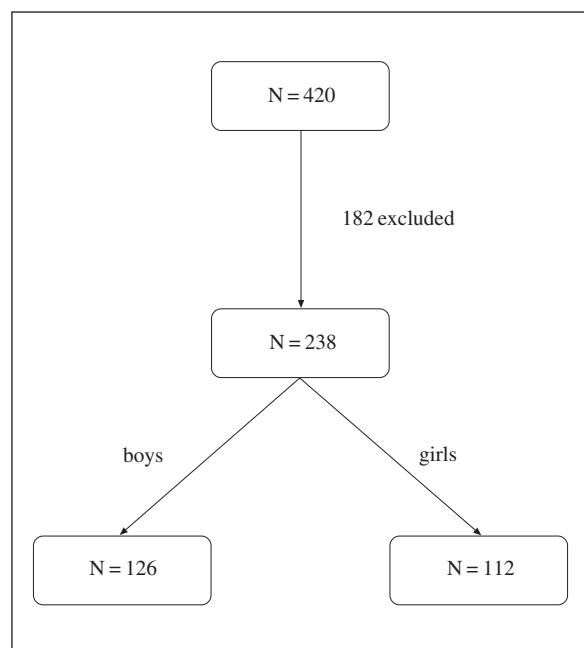 N = 420
182 excluded
N = 238
boys
girls
N = 126
N = 112